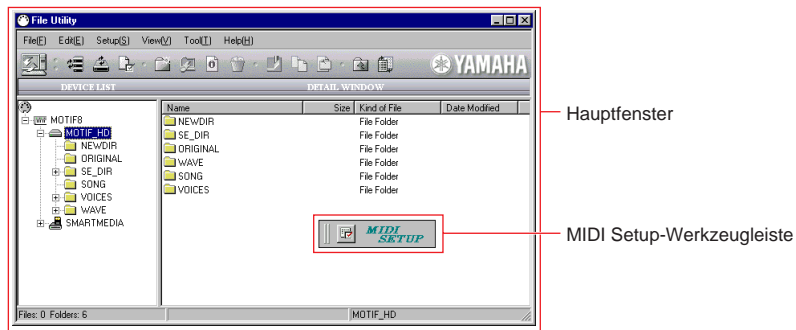 File Utility
File(F) Edit(E) Setup(S) View(V) Tool(T) Help(H)
YAMAHA
DEVICE LIST
DETAIL WINDOW
MOTIF8
MOTIF_HD
NEWDIR
ORIGINAL
SE_DIR
SONG
VOICES
WAVE
SMARTMEDIA
Name Size Kind of File Date Modified
NEWDIR File Folder
SE_DIR File Folder
ORIGINAL File Folder
WAVE File Folder
SONG File Folder
VOICES File Folder
MIDI
SETUP
Files: 0 Folders: 6
MOTIF_HD
Hauptfenster
MIDI Setup-Werkzeugleiste